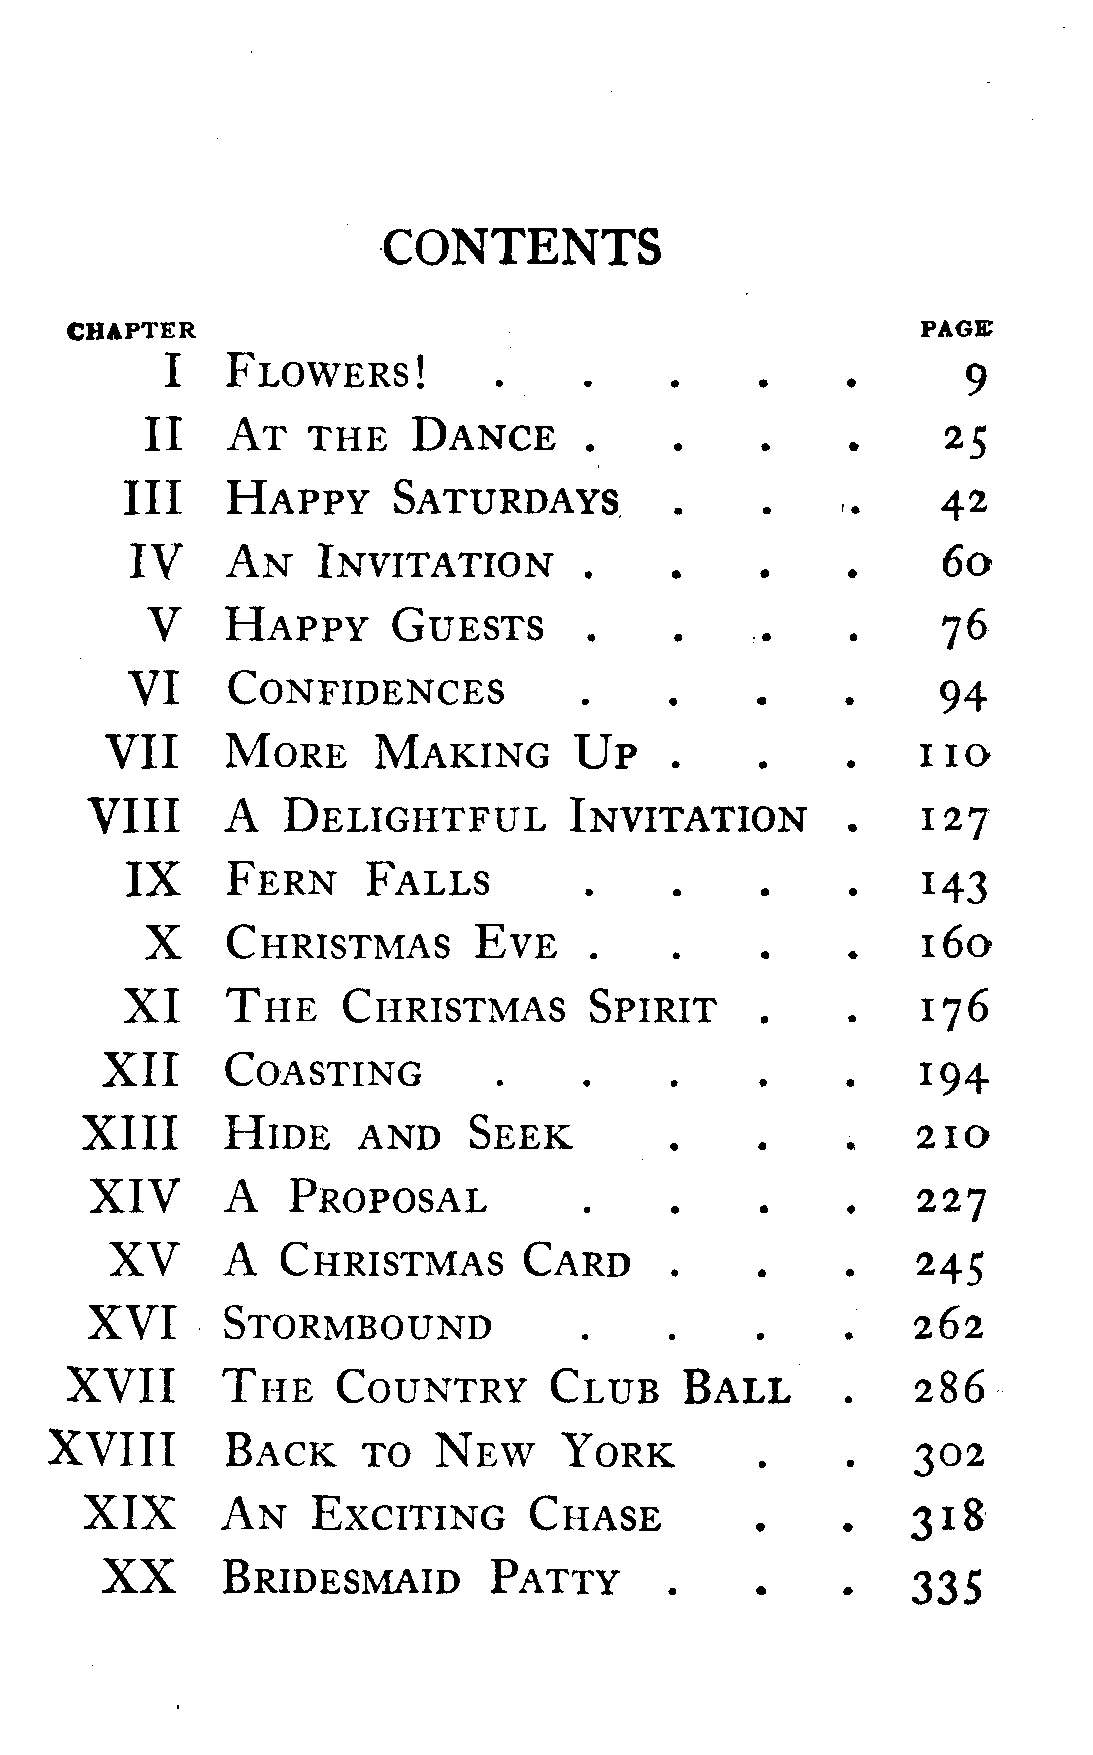 CONTENTS
CHAPTER PAGE
I FLOWERS! . . . . . 9
II AT THE DANCE . . . . 25
III HAPPY SATURDAYS . . . 42
IV AN INVITATION . . . . 60
V HAPPY GUESTS . . . . 76
VI CONFIDENCES . . . . 94
VII MORE MAKING UP . . . 110
VIII A DELIGHTFUL INVITATION . 127
IX FERN FALLS . . . . 143
X CHRISTMAS EVE . . . . 160
XI THE CHRISTMAS SPIRIT . . 176
XII COASTING . . . . . 194
XIII HIDE AND SEEK . . . 210
XIV A PROPOSAL . . . . 227
XV A CHRISTMAS CARD . . . 245
XVI STORMBOUND . . . . 262
XVII THE COUNTRY CLUB BALL . 286
XVIII BACK TO NEW YORK . . 302
XIX AN EXCITING CHASE . . 318
XX BRIDESMAID PATTY . . . 335